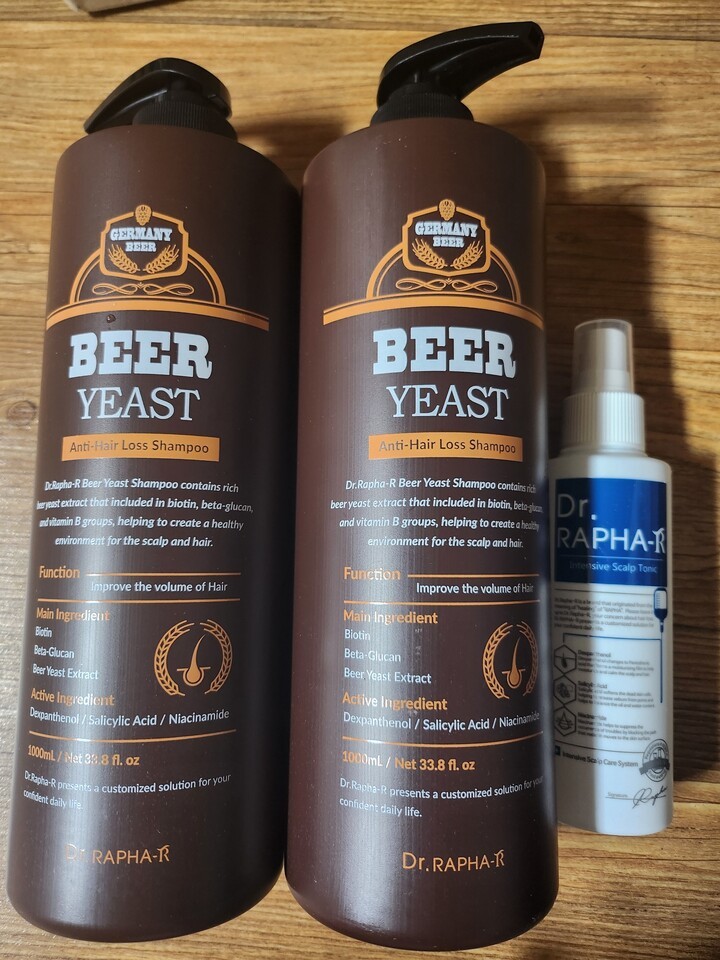 GERMANY
BEER
BEER
YEAST
Anti-Hair Loss Shampoo
Dr.Rapha-R Beer Yeast Shampoo contains rich
beer yeast extract that included in biotin, beta-glucan,
and vitamin B groups, helping to create a healthy
environment for the scalp and hair.
Function
Improve the volume of Hair
Main Ingredient
Biotin
Beta-Glucan
Beer Yeast Extract
Active Ingredient
Dexpanthenol / Salicylic Acid / Niacinamide
1000mL / Net 33.8 fl. oz
Dr.Rapha-R presents a customized solution for your
confident daily life.
Dr.RAPHA-R
GERMANY
BEER
BEER
YEAST
Anti-Hair Loss Shampoo
Dr.Rapha-R Beer Yeast Shampoo contains rich
beer yeast extract that included in biotin, beta-glucan,
and vitamin B groups, helping to create a healthy
environment for the scalp and hair.
Function
Improve the volume of Hair
Main Ingredient
Biotin
Beta-Glucan
Beer Yeast Extract
Active Ingredient
Dexpanthenol / Salicylic Acid / Niacinamide
1000mL / Net 33.8 fl. oz
Dr.Rapha-R presents a customized solution for your
confident daily life.
Dr.RAPHA-R
Dr.
RAPHA-R
Intensive Scalp Tonic
Salicylic Acid
Intensive Scalp Care System